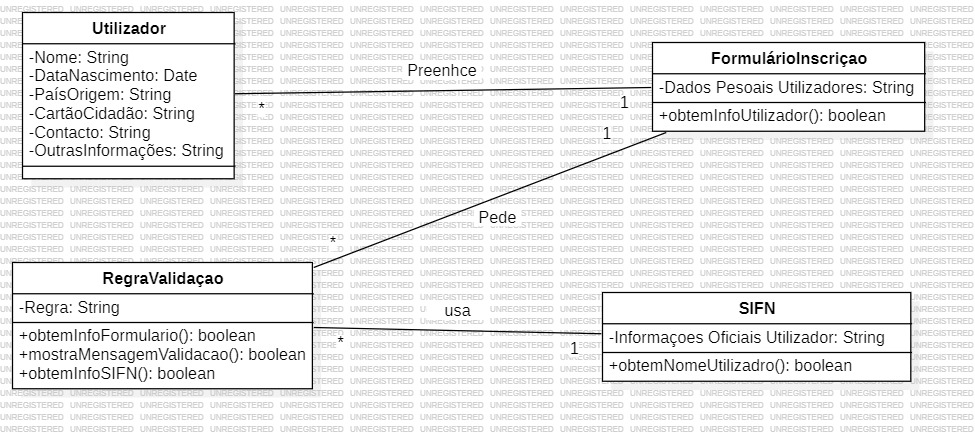 Utilizador
-Nome: String
-DataNascimento: Date
-PaísOrigem: String
-CartãoCidadão: String
-Contacto: String
-OutrasInformações: String
Preenhce
*
1
FormulárioInscriçao
-Dados Pesoais Utilizadores: String
+obtemInfoUtilizador(): boolean
1
Pede
*
RegraValidaçao
-Regra: String
+obtemInfoFormulario(): boolean
+mostraMensagemValidacao(): boolean
+obtemInfoSIFN(): boolean
usa
*
1
SIFN
-Informaçoes Oficiais Utilizador: String
+obtemNomeUtilizadro(): boolean
UNREGISTERED